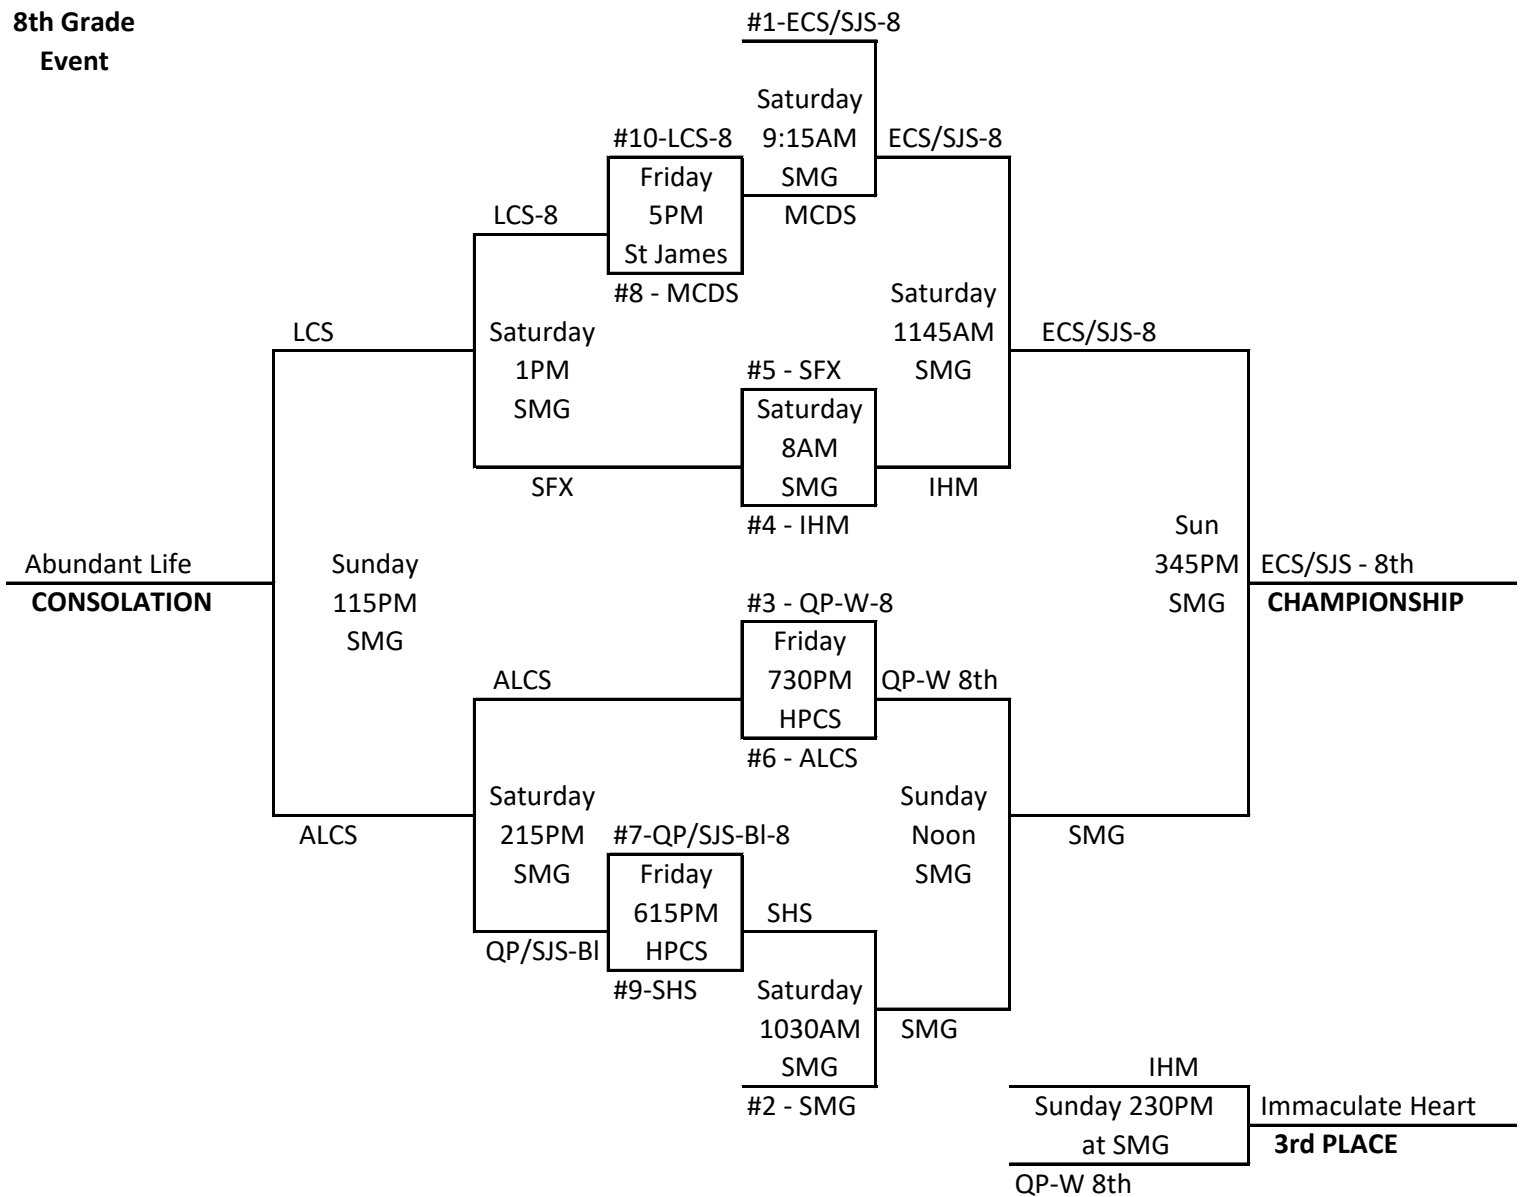 8th Grade
Event
#1-ECS/SJS-8
Saturday
9:15AM
SMG
#10-LCS-8
ECS/SJS-8
Friday
5PM
St James
MCDS
LCS-8
#8 - MCDS
Saturday
1145AM
SMG
LCS
Saturday
1PM
SMG
ECS/SJS-8
#5 - SFX
Saturday
8AM
SMG
SFX
IHM
#4 - IHM
Sun
345PM
SMG
Abundant Life
CONSOLATION
Sunday
115PM
SMG
ECS/SJS - 8th
CHAMPIONSHIP
#3 - QP-W-8
Friday
730PM
HPCS
ALCS
QP-W 8th
#6 - ALCS
Saturday
215PM
SMG
Sunday
Noon
SMG
ALCS
#7-QP/SJS-Bl-8
SMG
Friday
615PM
HPCS
SHS
QP/SJS-Bl
#9-SHS
Saturday
1030AM
SMG
SMG
#2 - SMG
IHM
Sunday 230PM
at SMG
Immaculate Heart
3rd PLACE
QP-W 8th